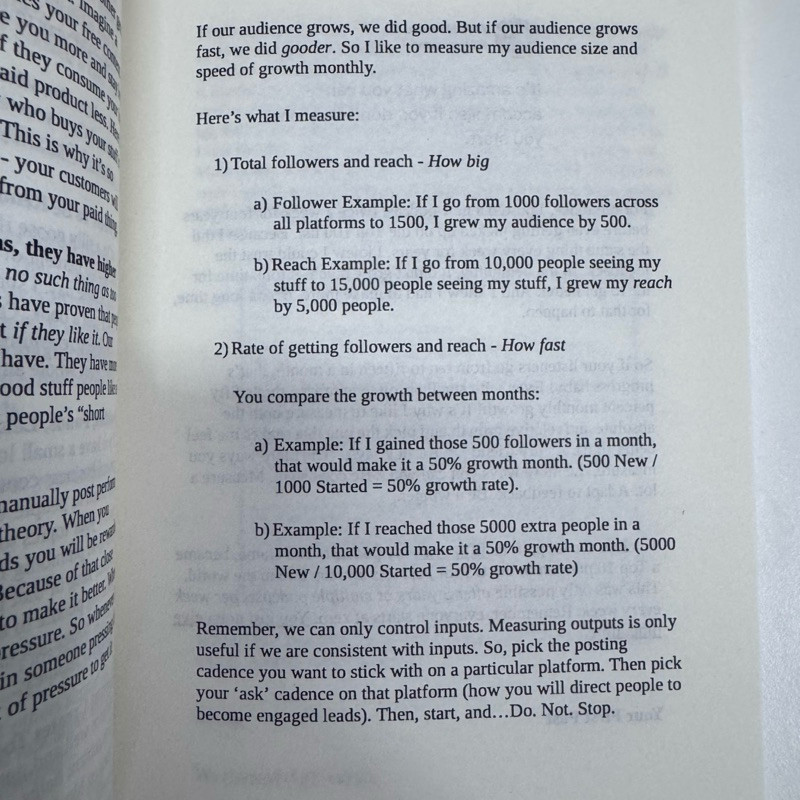 es your free
e you more and
f they consume
aid product less.
who buys your
This is why it's so
- your customers
from your paid thing
ns, they have higher
no such thing as too
have proven that
t if they like it. Our
have. They have
ood stuff people
people's “short
manually post
theory. When you
ds you will be
Because of that close
to make it better.
ressure. So whenever
in someone pressing
of pressure to get
If our audience grows, we did good. But if our audience grows
fast, we did gooder. So I like to measure my audience size and
speed of growth monthly.
Here's what I measure:
1) Total followers and reach - How big
a) Follower Example: If I go from 1000 followers across
all platforms to 1500, I grew my audience by 500.
b) Reach Example: If I go from 10,000 people seeing my
stuff to 15,000 people seeing my stuff, I grew my reach
by 5,000 people.
2) Rate of getting followers and reach - How fast
You compare the growth between months:
a) Example: If I gained those 500 followers in a month,
that would make it a 50% growth month. (500 New /
1000 Started = 50% growth rate).
b) Example: If I reached those 5000 extra people in a
month, that would make it a 50% growth month. (5000
New / 10,000 Started = 50% growth rate)
Remember, we can only control inputs. Measuring outputs is only
useful if we are consistent with inputs. So, pick the posting
cadence you want to stick with on a particular platform. Then pick
your ‘ask’ cadence on that platform (how you will direct people to
become engaged leads). Then, start, and…Do. Not. Stop.